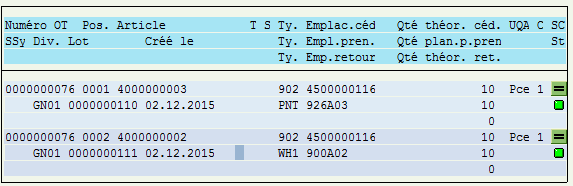 Numéro OT Pos. Article T S Ty. Emplac.céd Qté théor. céd. UQA C SC
SSy Div. Lot Créé le Ty. Empl.pren. Qté plan.p.pren St
Ty. Emp.retour Qté théor. ret.
0000000076 0001 4000000003 902 4500000116 10 Pce 1
GN01 0000000110 02.12.2015 PNT 926A03 10
0
0000000076 0002 4000000002 902 4500000116 10 Pce 1
GN01 0000000111 02.12.2015 WH1 900A02 10
0